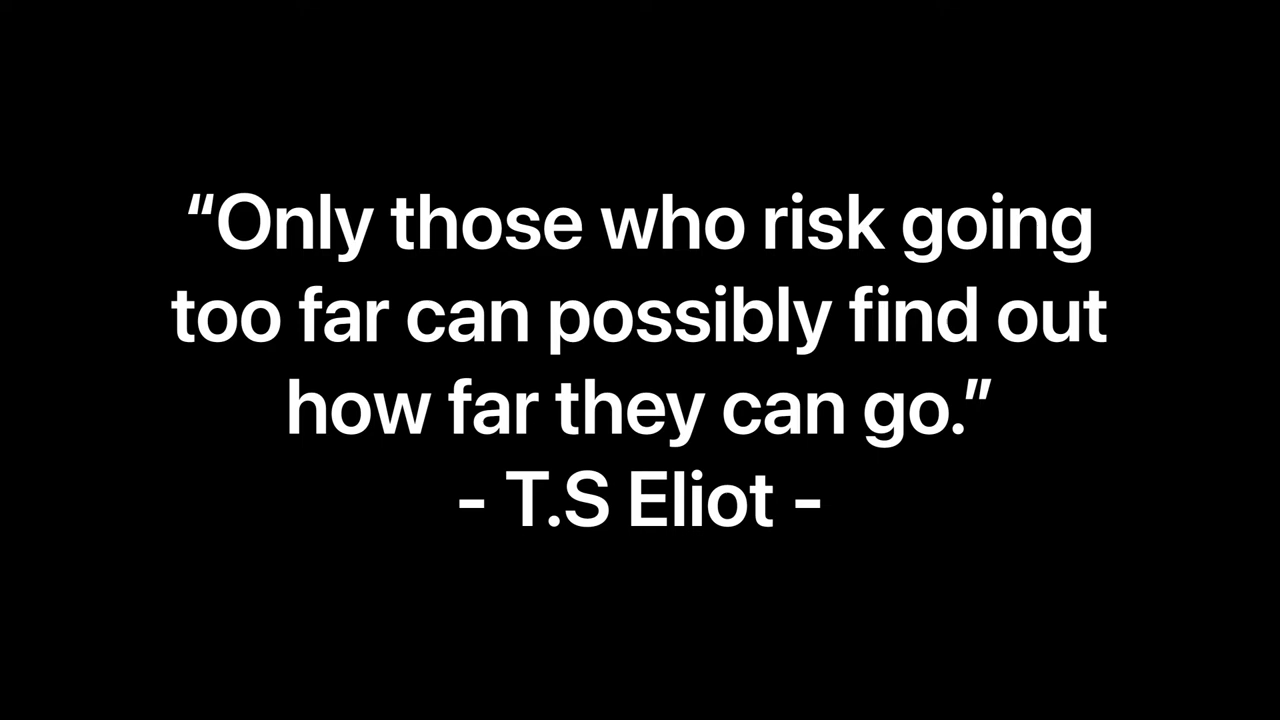 “Only those who risk going
too far can possibly find out
how far they can go.”
- T.S Eliot -